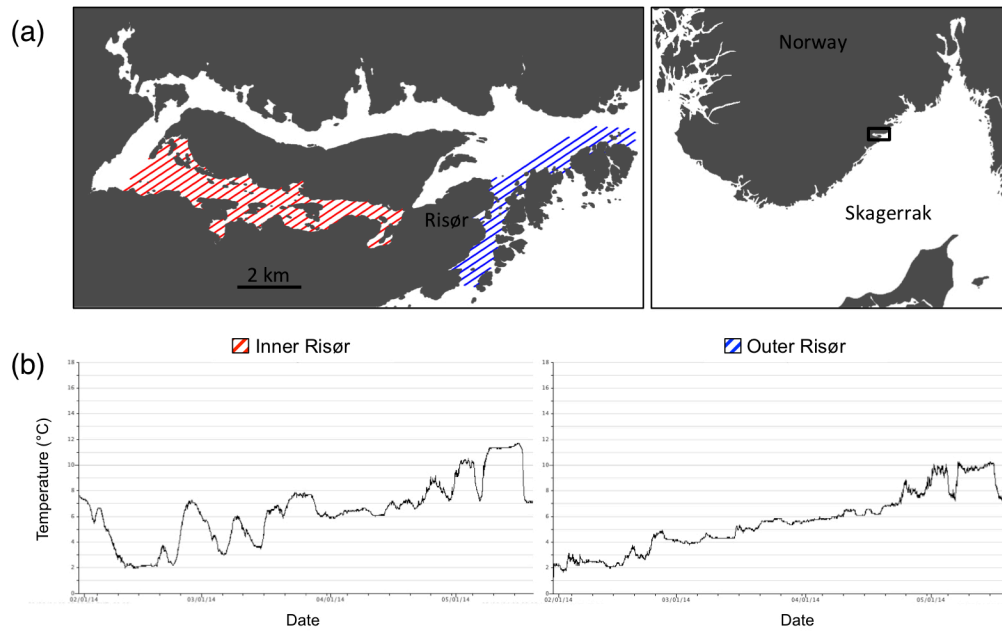 (a)
Norway
Skagerrak
Risør
2 km
Inner Risør
Outer Risør
(b)
Temperature (°C)
18
16
14
12
10
8
6
4
2
0
02/01/14
03/01/14
04/01/14
05/01/14
Date
18
16
14
12
10
8
6
4
2
0
02/01/14
03/01/14
04/01/14
05/01/14
Date